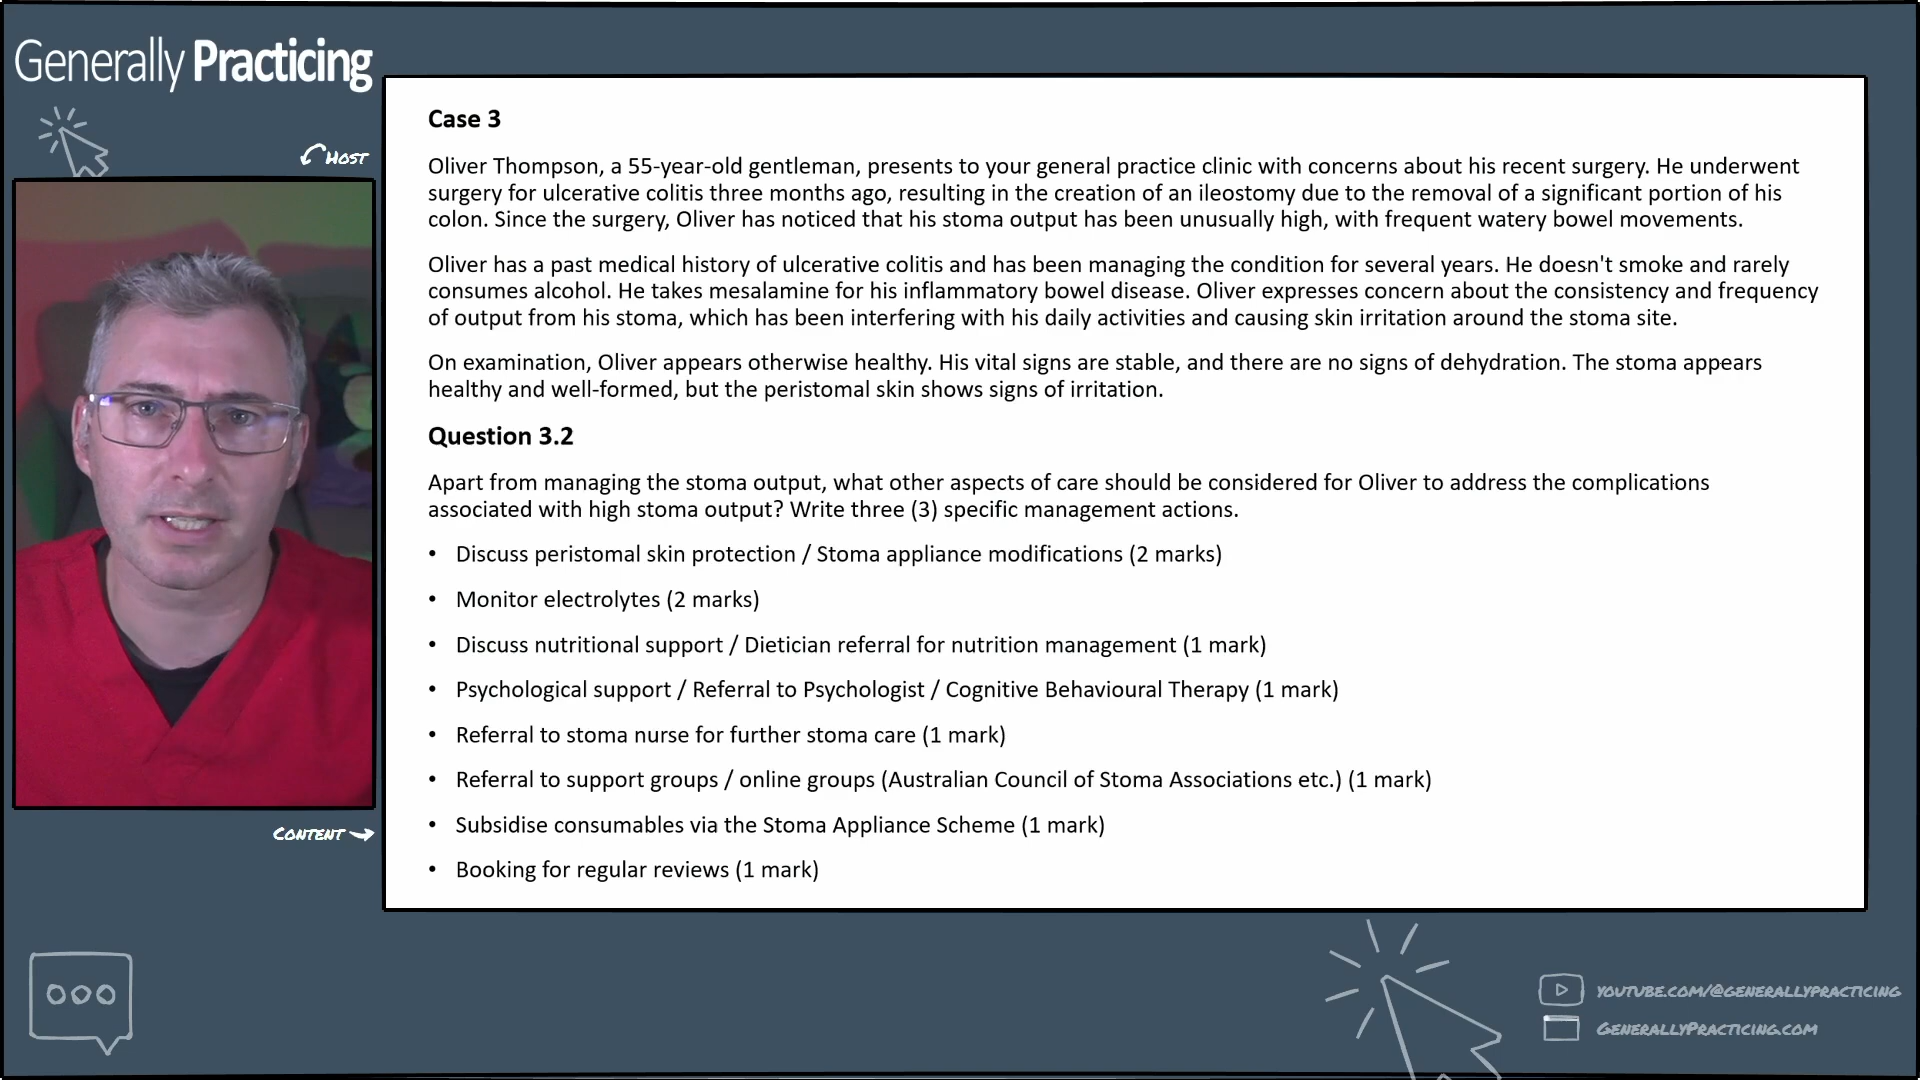 Generally Practicing
Host
Case 3
Oliver Thompson, a 55-year-old gentleman, presents to your general practice clinic with concerns about his recent surgery. He underwent
surgery for ulcerative colitis three months ago, resulting in the creation of an ileostomy due to the removal of a significant portion of his
colon. Since the surgery, Oliver has noticed that his stoma output has been unusually high, with frequent watery bowel movements.
Oliver has a past medical history of ulcerative colitis and has been managing the condition for several years. He doesn't smoke and rarely
consumes alcohol. He takes mesalamine for his inflammatory bowel disease. Oliver expresses concern about the consistency and frequency
of output from his stoma, which has been interfering with his daily activities and causing skin irritation around the stoma site.
On examination, Oliver appears otherwise healthy. His vital signs are stable, and there are no signs of dehydration. The stoma appears
healthy and well-formed, but the peristomal skin shows signs of irritation.
Question 3.2
Apart from managing the stoma output, what other aspects of care should be considered for Oliver to address the complications
associated with high stoma output? Write three (3) specific management actions.
• Discuss peristomal skin protection / Stoma appliance modifications (2 marks)
• Monitor electrolytes (2 marks)
• Discuss nutritional support / Dietician referral for nutrition management (1 mark)
• Psychological support / Referral to Psychologist / Cognitive Behavioural Therapy (1 mark)
• Referral to stoma nurse for further stoma care (1 mark)
• Referral to support groups / online groups (Australian Council of Stoma Associations etc.) (1 mark)
• Subsidise consumables via the Stoma Appliance Scheme (1 mark)
• Booking for regular reviews (1 mark)
Content
youtube.com/@generallypracticing
GenerallyPracticing.com